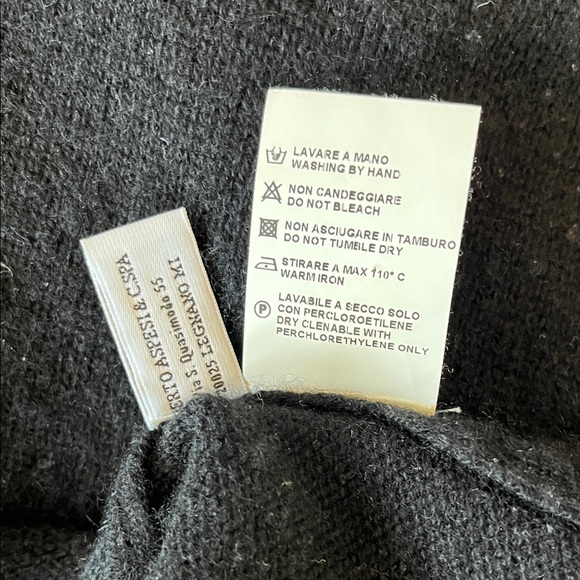 LAVARE A MANO
WASHING BY HAND
NON CANDEGGIARE
DO NOT BLEACH
NON ASCIUGARE IN TAMBURO
DO NOT TUMBLE DRY
STIRARE A MAX 110° C
WARM IRON
P
LAVABILE A SECCO SOLO
CON PERCLOROETILENE
DRY CLENABLE WITH
PERCHLORETHYLENE ONLY
ERTO ASPESI & C.SPA
ia S. Quasimodo 55
20025 LEGNANO MI